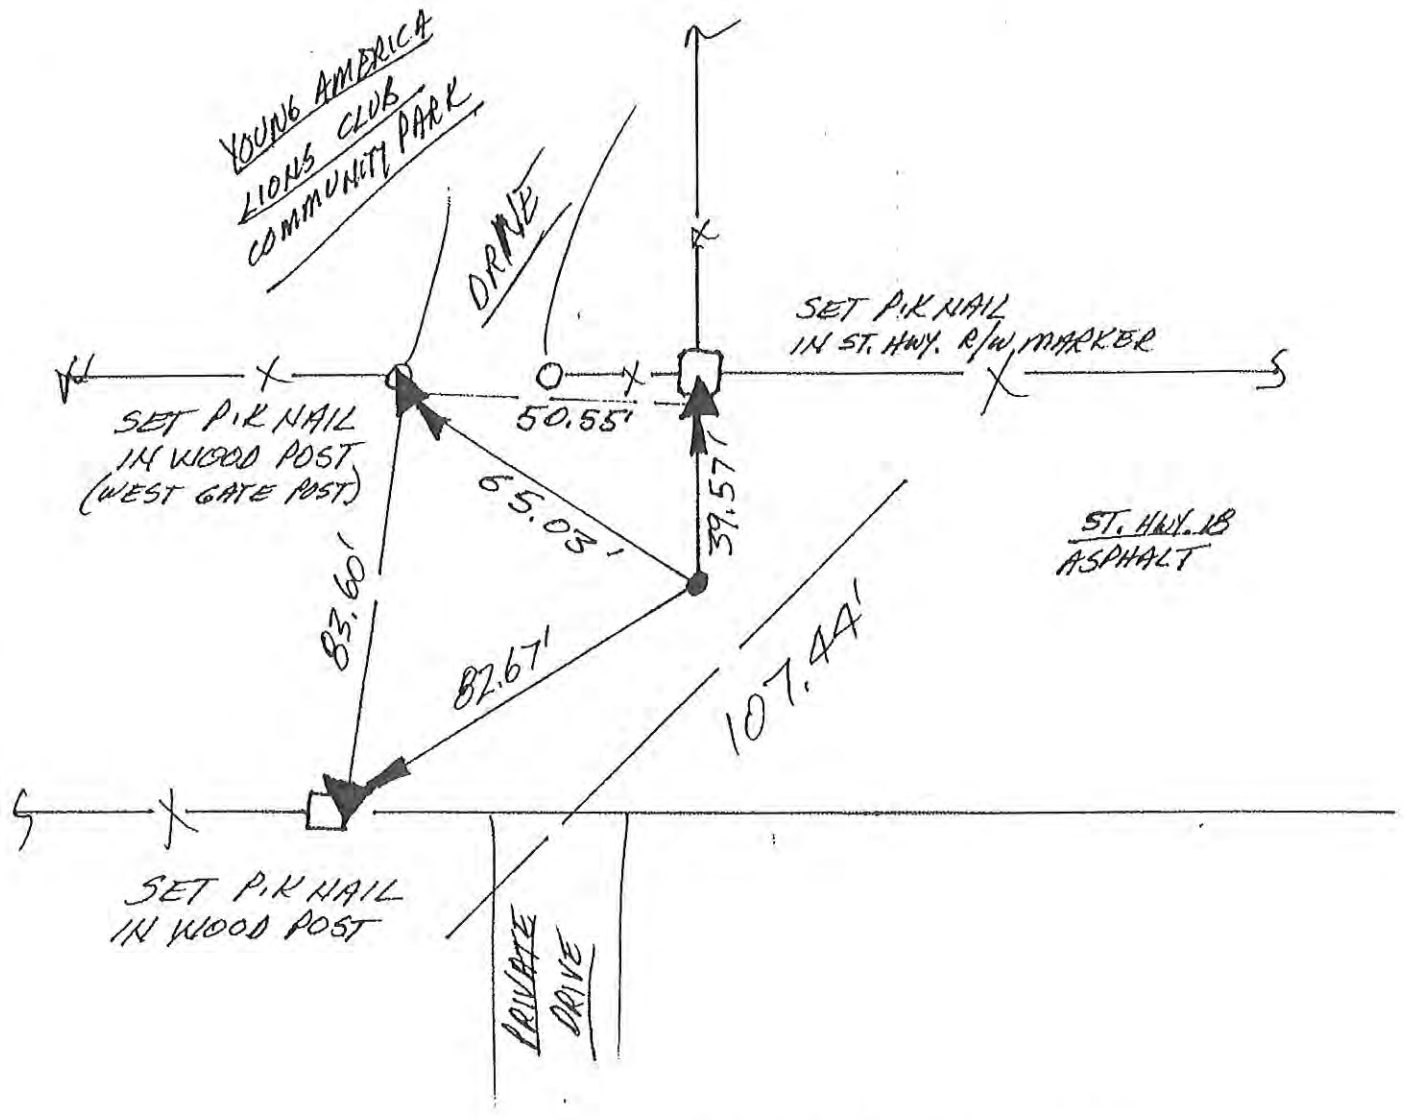 YOUNG AMERICA
LIONS CLUB
COMMUNITY PARK
DRIVE
SET P.K NAIL
IN ST. HWY. R/W MARKER
50.55'
SET P.K NAIL
IN WOOD POST
(WEST GATE POST)
65.03'
39.57'
ST. HWY. 18
ASPHALT
83.60'
82.67'
107.44'
SET P.K NAIL
IN WOOD POST
PRIVATE
DRIVE